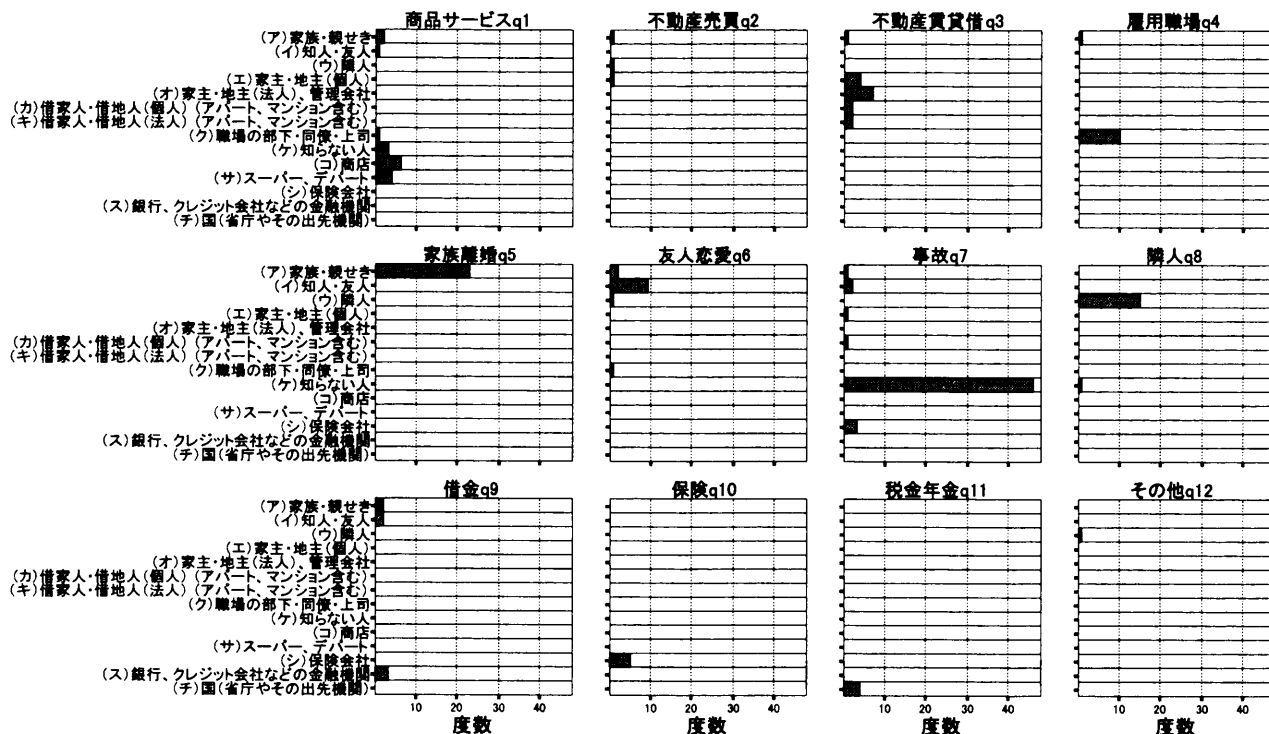 商品サービスq1 不動産売買q2 不動産賃貸借q3 雇用職場q4
(ア)家族・親せき
(イ)知人・友人
(ウ)隣人
(エ)家主・地主(個人)
(オ)家主・地主(法人)、管理会社
(カ)借家人・借地人(個人) (アパート、マンション含む)
(キ)借家人・借地人(法人) (アパート、マンション含む)
(ク)職場の部下・同僚・上司
(ケ)知らない人
(コ)商店
(サ)スーパー、デパート
(シ)保険会社
(ス)銀行、クレジット会社などの金融機関
(チ)国(省庁やその出先機関)
家族離婚q5 友人恋愛q6 事故q7 隣人q8
(ア)家族・親せき
(イ)知人・友人
(ウ)隣人
(エ)家主・地主(個人)
(オ)家主・地主(法人)、管理会社
(カ)借家人・借地人(個人) (アパート、マンション含む)
(キ)借家人・借地人(法人) (アパート、マンション含む)
(ク)職場の部下・同僚・上司
(ケ)知らない人
(コ)商店
(サ)スーパー、デパート
(シ)保険会社
(ス)銀行、クレジット会社などの金融機関
(チ)国(省庁やその出先機関)
借金q9 保険q10 税金年金q11 その他q12
(ア)家族・親せき
(イ)知人・友人
(ウ)隣人
(エ)家主・地主(個人)
(オ)家主・地主(法人)、管理会社
(カ)借家人・借地人(個人) (アパート、マンション含む)
(キ)借家人・借地人(法人) (アパート、マンション含む)
(ク)職場の部下・同僚・上司
(ケ)知らない人
(コ)商店
(サ)スーパー、デパート
(シ)保険会社
(ス)銀行、クレジット会社などの金融機関
(チ)国(省庁やその出先機関)
10 20 30 40 10 20 30 40 10 20 30 40 10 20 30 40
度数 度数 度数 度数